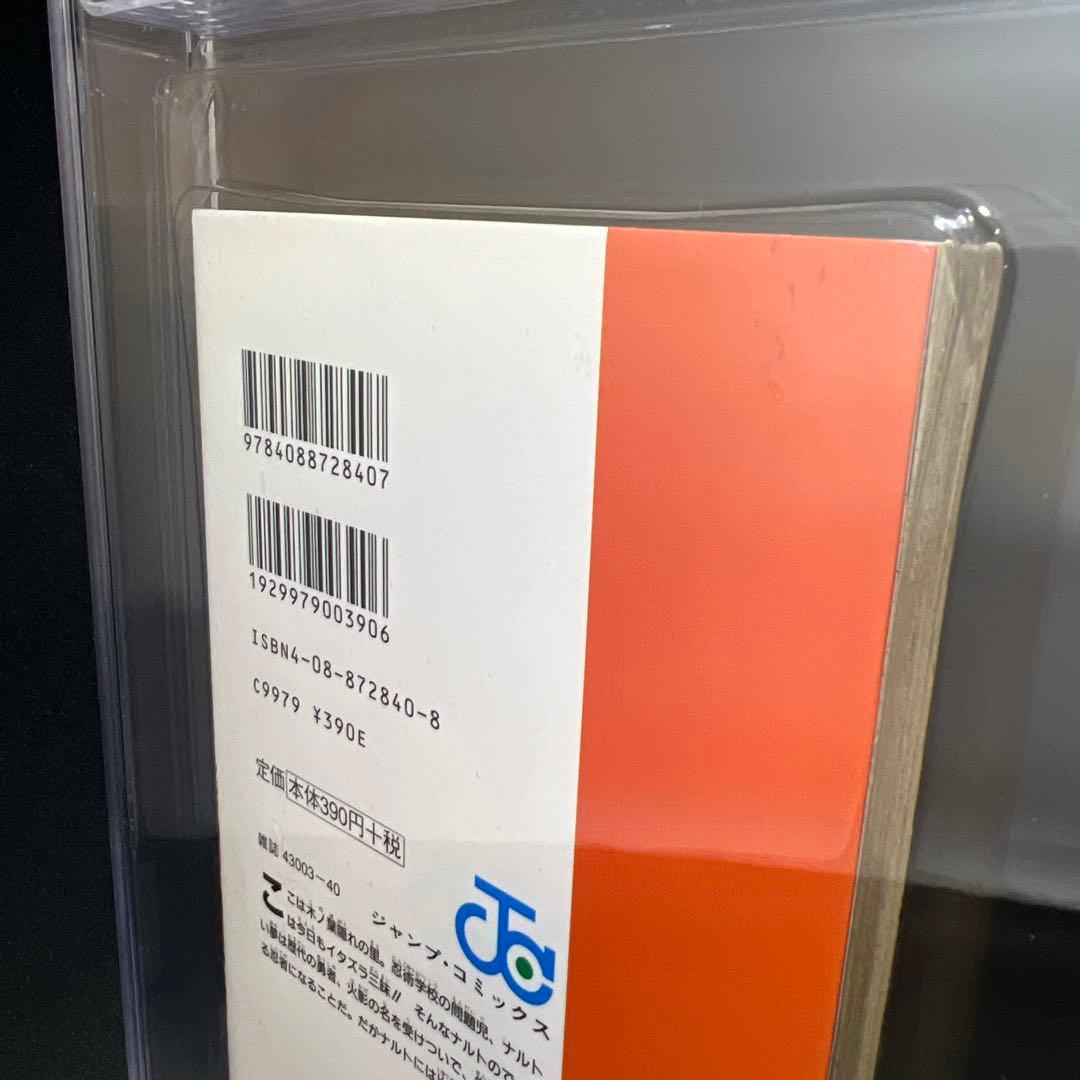 9784088728407
1929979003906
ISBN4-08-872840-8
C9979 ¥390E
定価 本体390円+税
雑誌 43003-40
JC
ジャンプ・コミックス
ここは木ノ葉隠れの里。忍術学校の問題児、ナルト
は今日もイタズラ三昧!! そんなナルトので
い夢は歴代の勇者、火影の名を受けついで、
る忍者になることだ。だがナルトには